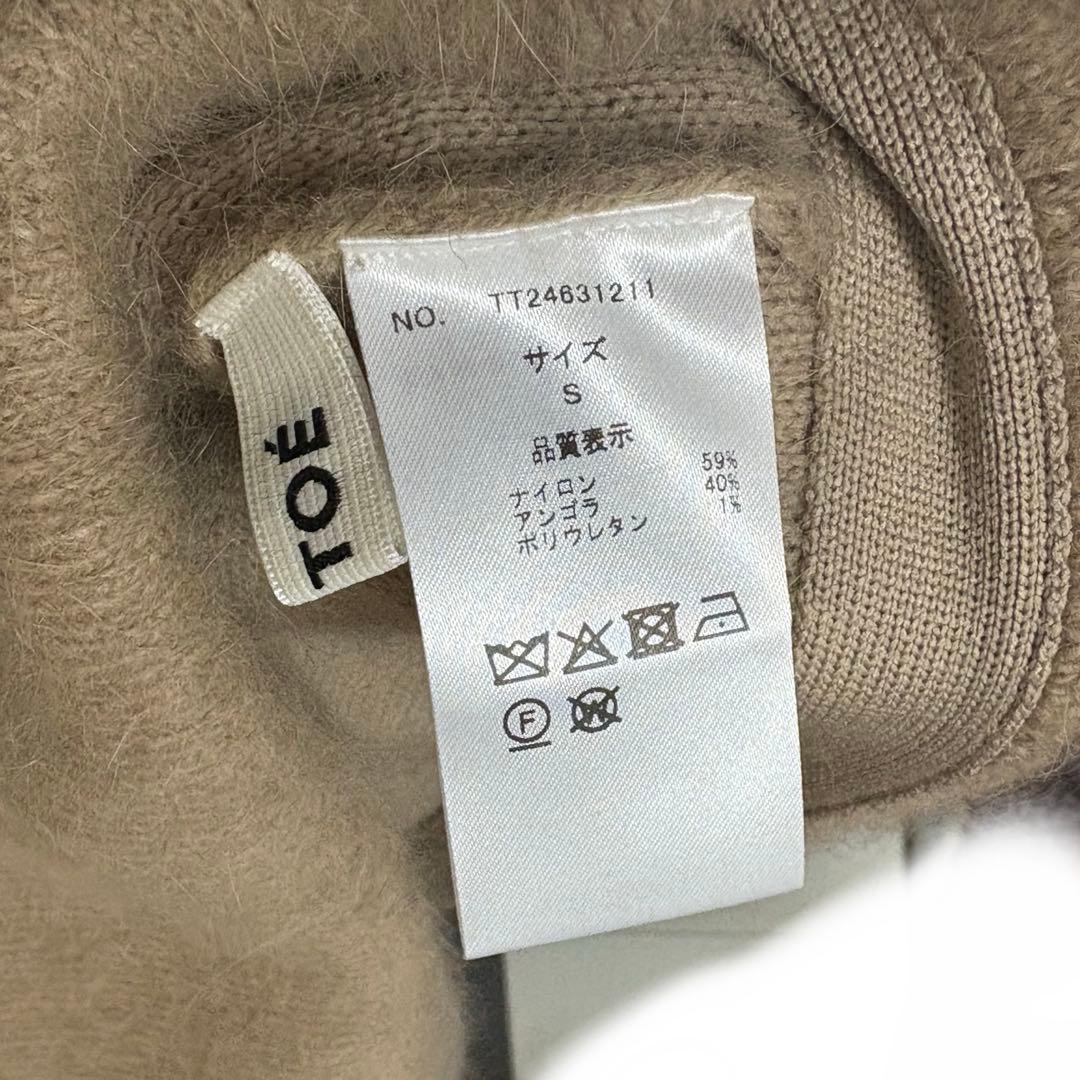 TOÉ
NO. TT24631211
サイズ
S
品質表示
ナイロン 59%
アンゴラ 40%
ポリウレタン 1%
F
W